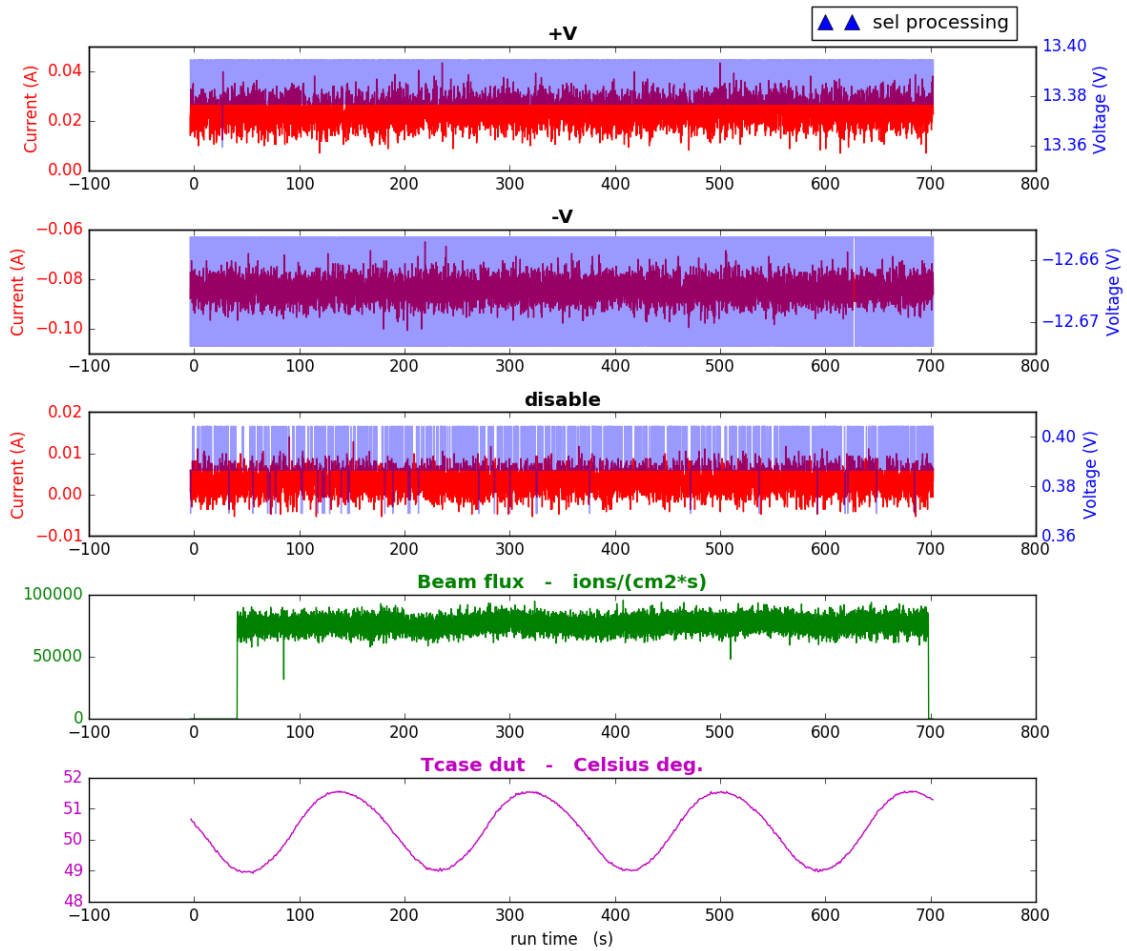 sel processing
+V
Current (A)
0.04
0.02
0.00
13.40
13.38
13.36
Voltage (V)
−100 0 100 200 300 400 500 600 700 800
-V
Current (A)
−0.06
−0.08
−0.10
−12.66
−12.67
Voltage (V)
−100 0 100 200 300 400 500 600 700 800
disable
Current (A)
0.02
0.01
0.00
−0.01
0.40
0.38
0.36
Voltage (V)
−100 0 100 200 300 400 500 600 700 800
Beam flux - ions/(cm2*s)
100000
50000
0
−100 0 100 200 300 400 500 600 700 800
Tcase dut - Celsius deg.
52
51
50
49
48
−100 0 100 200 300 400 500 600 700 800
run time (s)